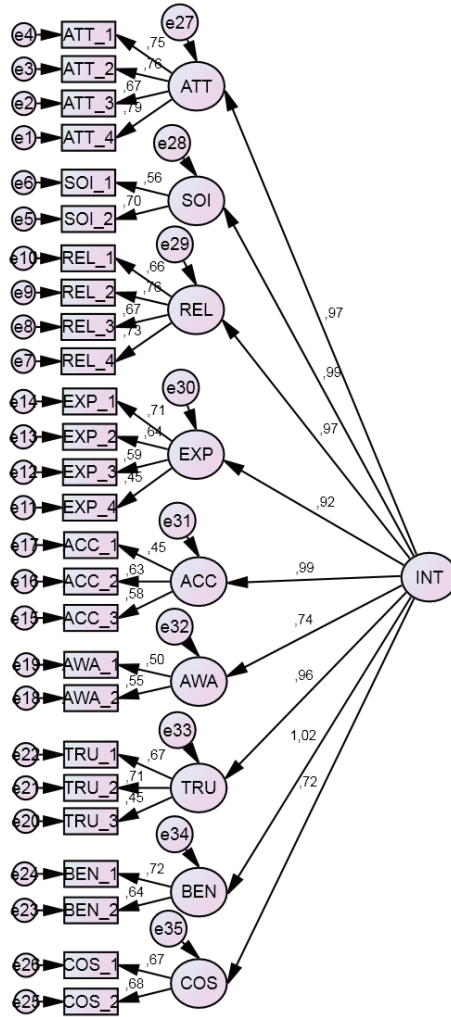 e27
e4 ATT_1 ,75
e3 ATT_2 ,76 ATT
e2 ATT_3 ,67
e1 ATT_4 ,79
e28
e6 SOI_1 ,56
SOI
e5 SOI_2 ,70
e29
e10 REL_1 ,66
e9 REL_2 ,76
REL
e8 REL_3 ,67
e7 REL_4 ,73
,97
,99
,97
e30
e14 EXP_1 ,71
e13 EXP_2 ,64
EXP
e12 EXP_3 ,59
e11 EXP_4 ,45
,92
e31
e17 ACC_1 ,45
e16 ACC_2 ,63 ACC ,99 INT
e15 ACC_3 ,58
e32 ,74
e19 AWA_1 ,50
AWA ,96
e18 AWA_2 ,55
e33 1,02
e22 TRU_1 ,67 ,72
e21 TRU_2 ,71 TRU
e20 TRU_3 ,45
e34
e24 BEN_1 ,72
BEN
e23 BEN_2 ,64
e35
e26 COS_1 ,67
COS
e25 COS_2 ,68